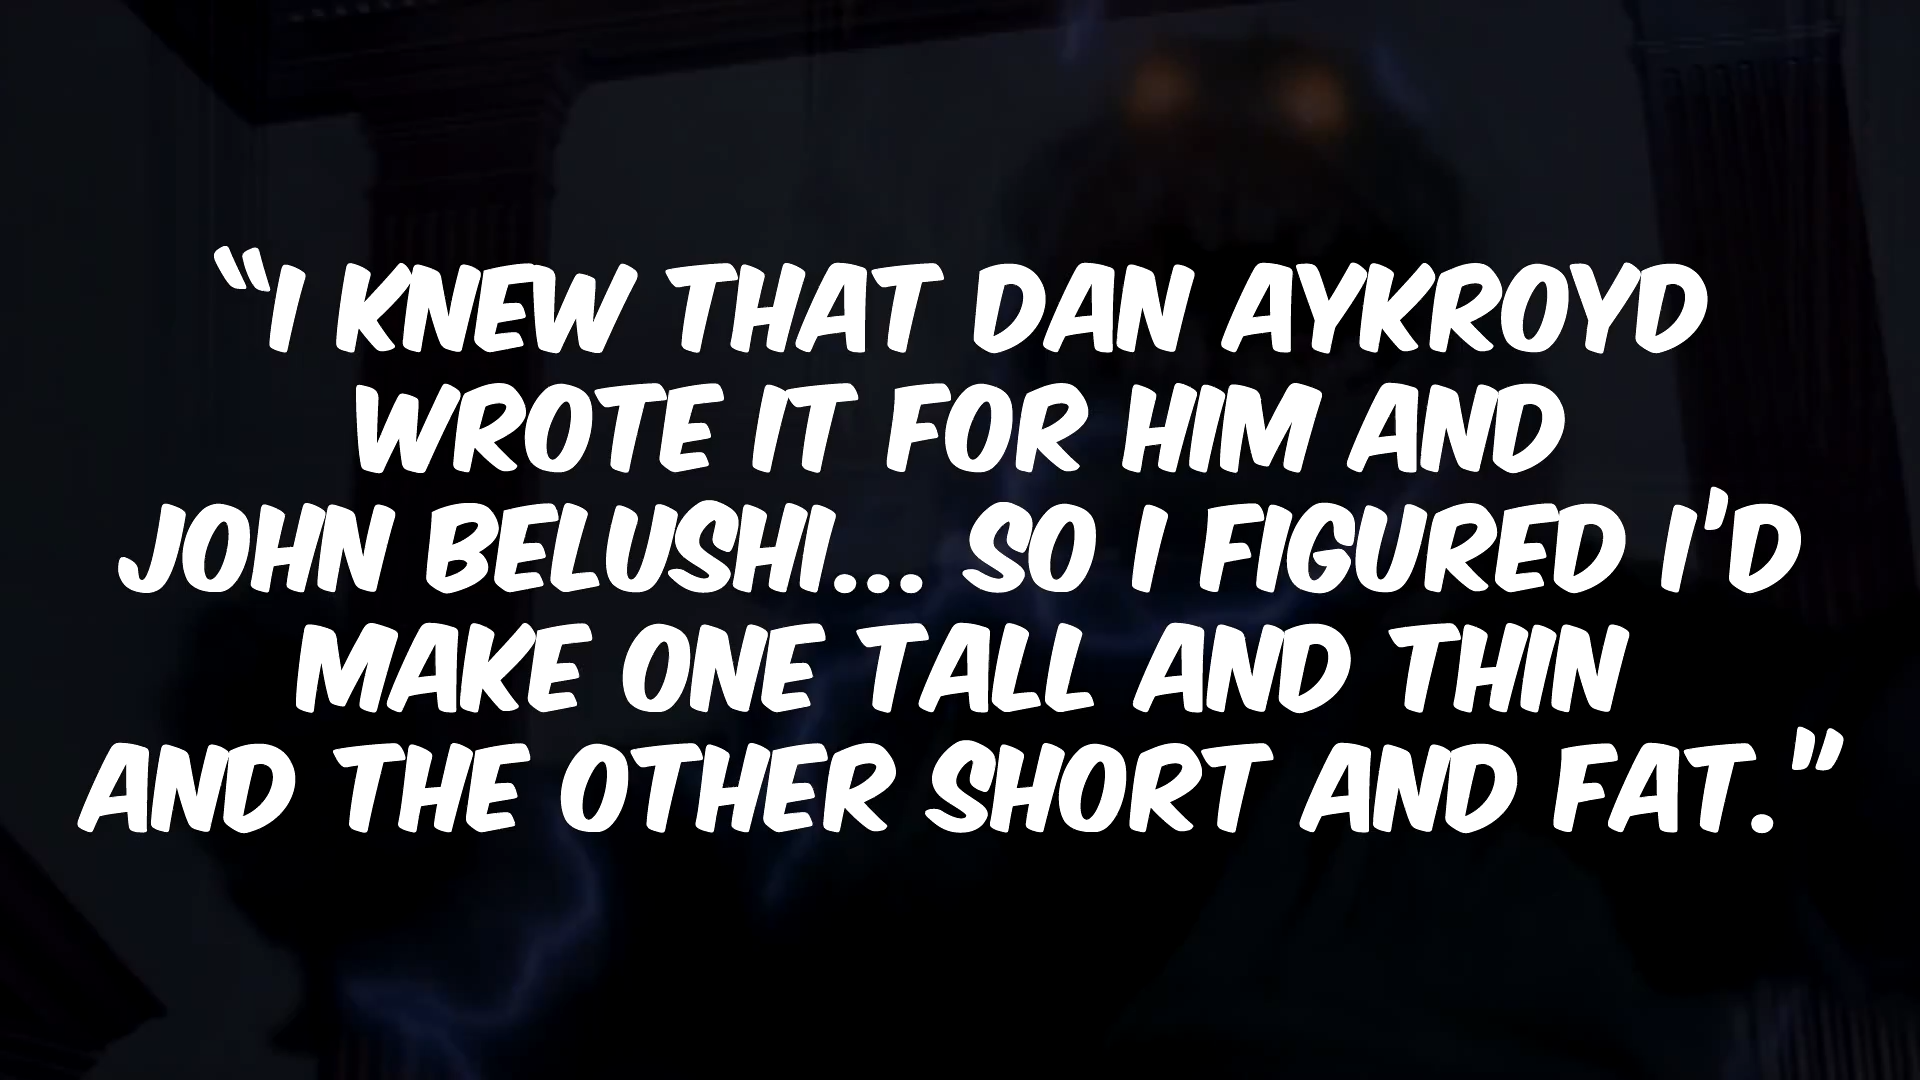 “I KNEW THAT DAN AYKROYD
WROTE IT FOR HIM AND
JOHN BELUSHI... SO I FIGURED I'D
MAKE ONE TALL AND THIN
AND THE OTHER SHORT AND FAT.”